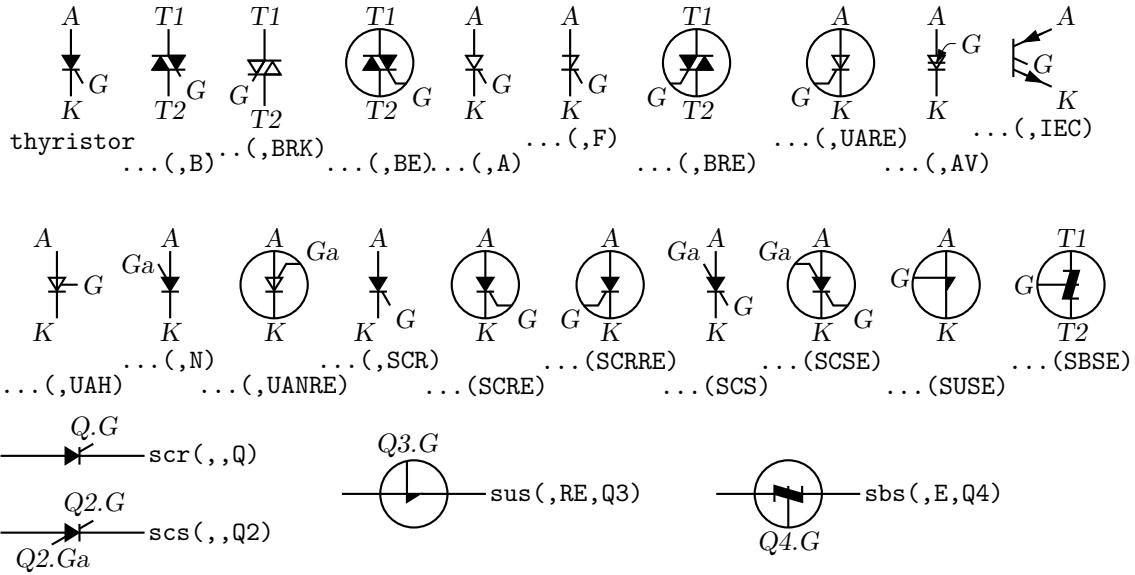 A T1 T1 T1 A A T1 A A A
G G G G G G G G G G
K T2 T2 T2 K K T2 K K K
thyristor ...(,B) ...(,BRK) ...(,BE) ...(,A) ...(,F) ...(,BRE) ...(,UARE) ...(,AV) ...(,IEC)
A A A A A A A A A T1
G Ga Ga G G G Ga G Ga G G G
K K K K K K K K K T2
...(,UAH) ...(,N) ...(,UANRE) ...(,SCR) ...(SCRE) ...(SCRRE) ...(SCS) ...(SCSE) ...(SUSE) ...(SBSE)
Q.G
scr(,,Q)
Q2.G
scs(,,Q2)
Q2.Ga
Q3.G
sus(,RE,Q3)
sbs(,E,Q4)
Q4.G